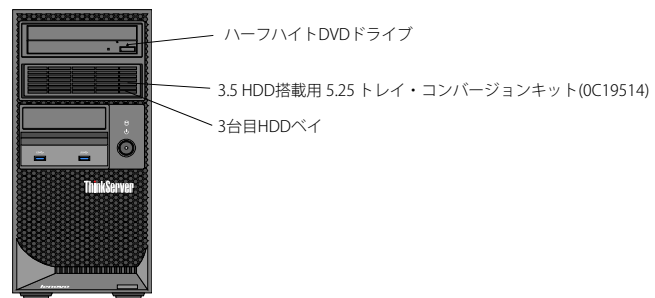 ハーフハイトDVDドライブ
3.5 HDD搭載用 5.25 トレイ・コンバージョンキット(0C19514)
3台目HDDベイ
ThinkServer